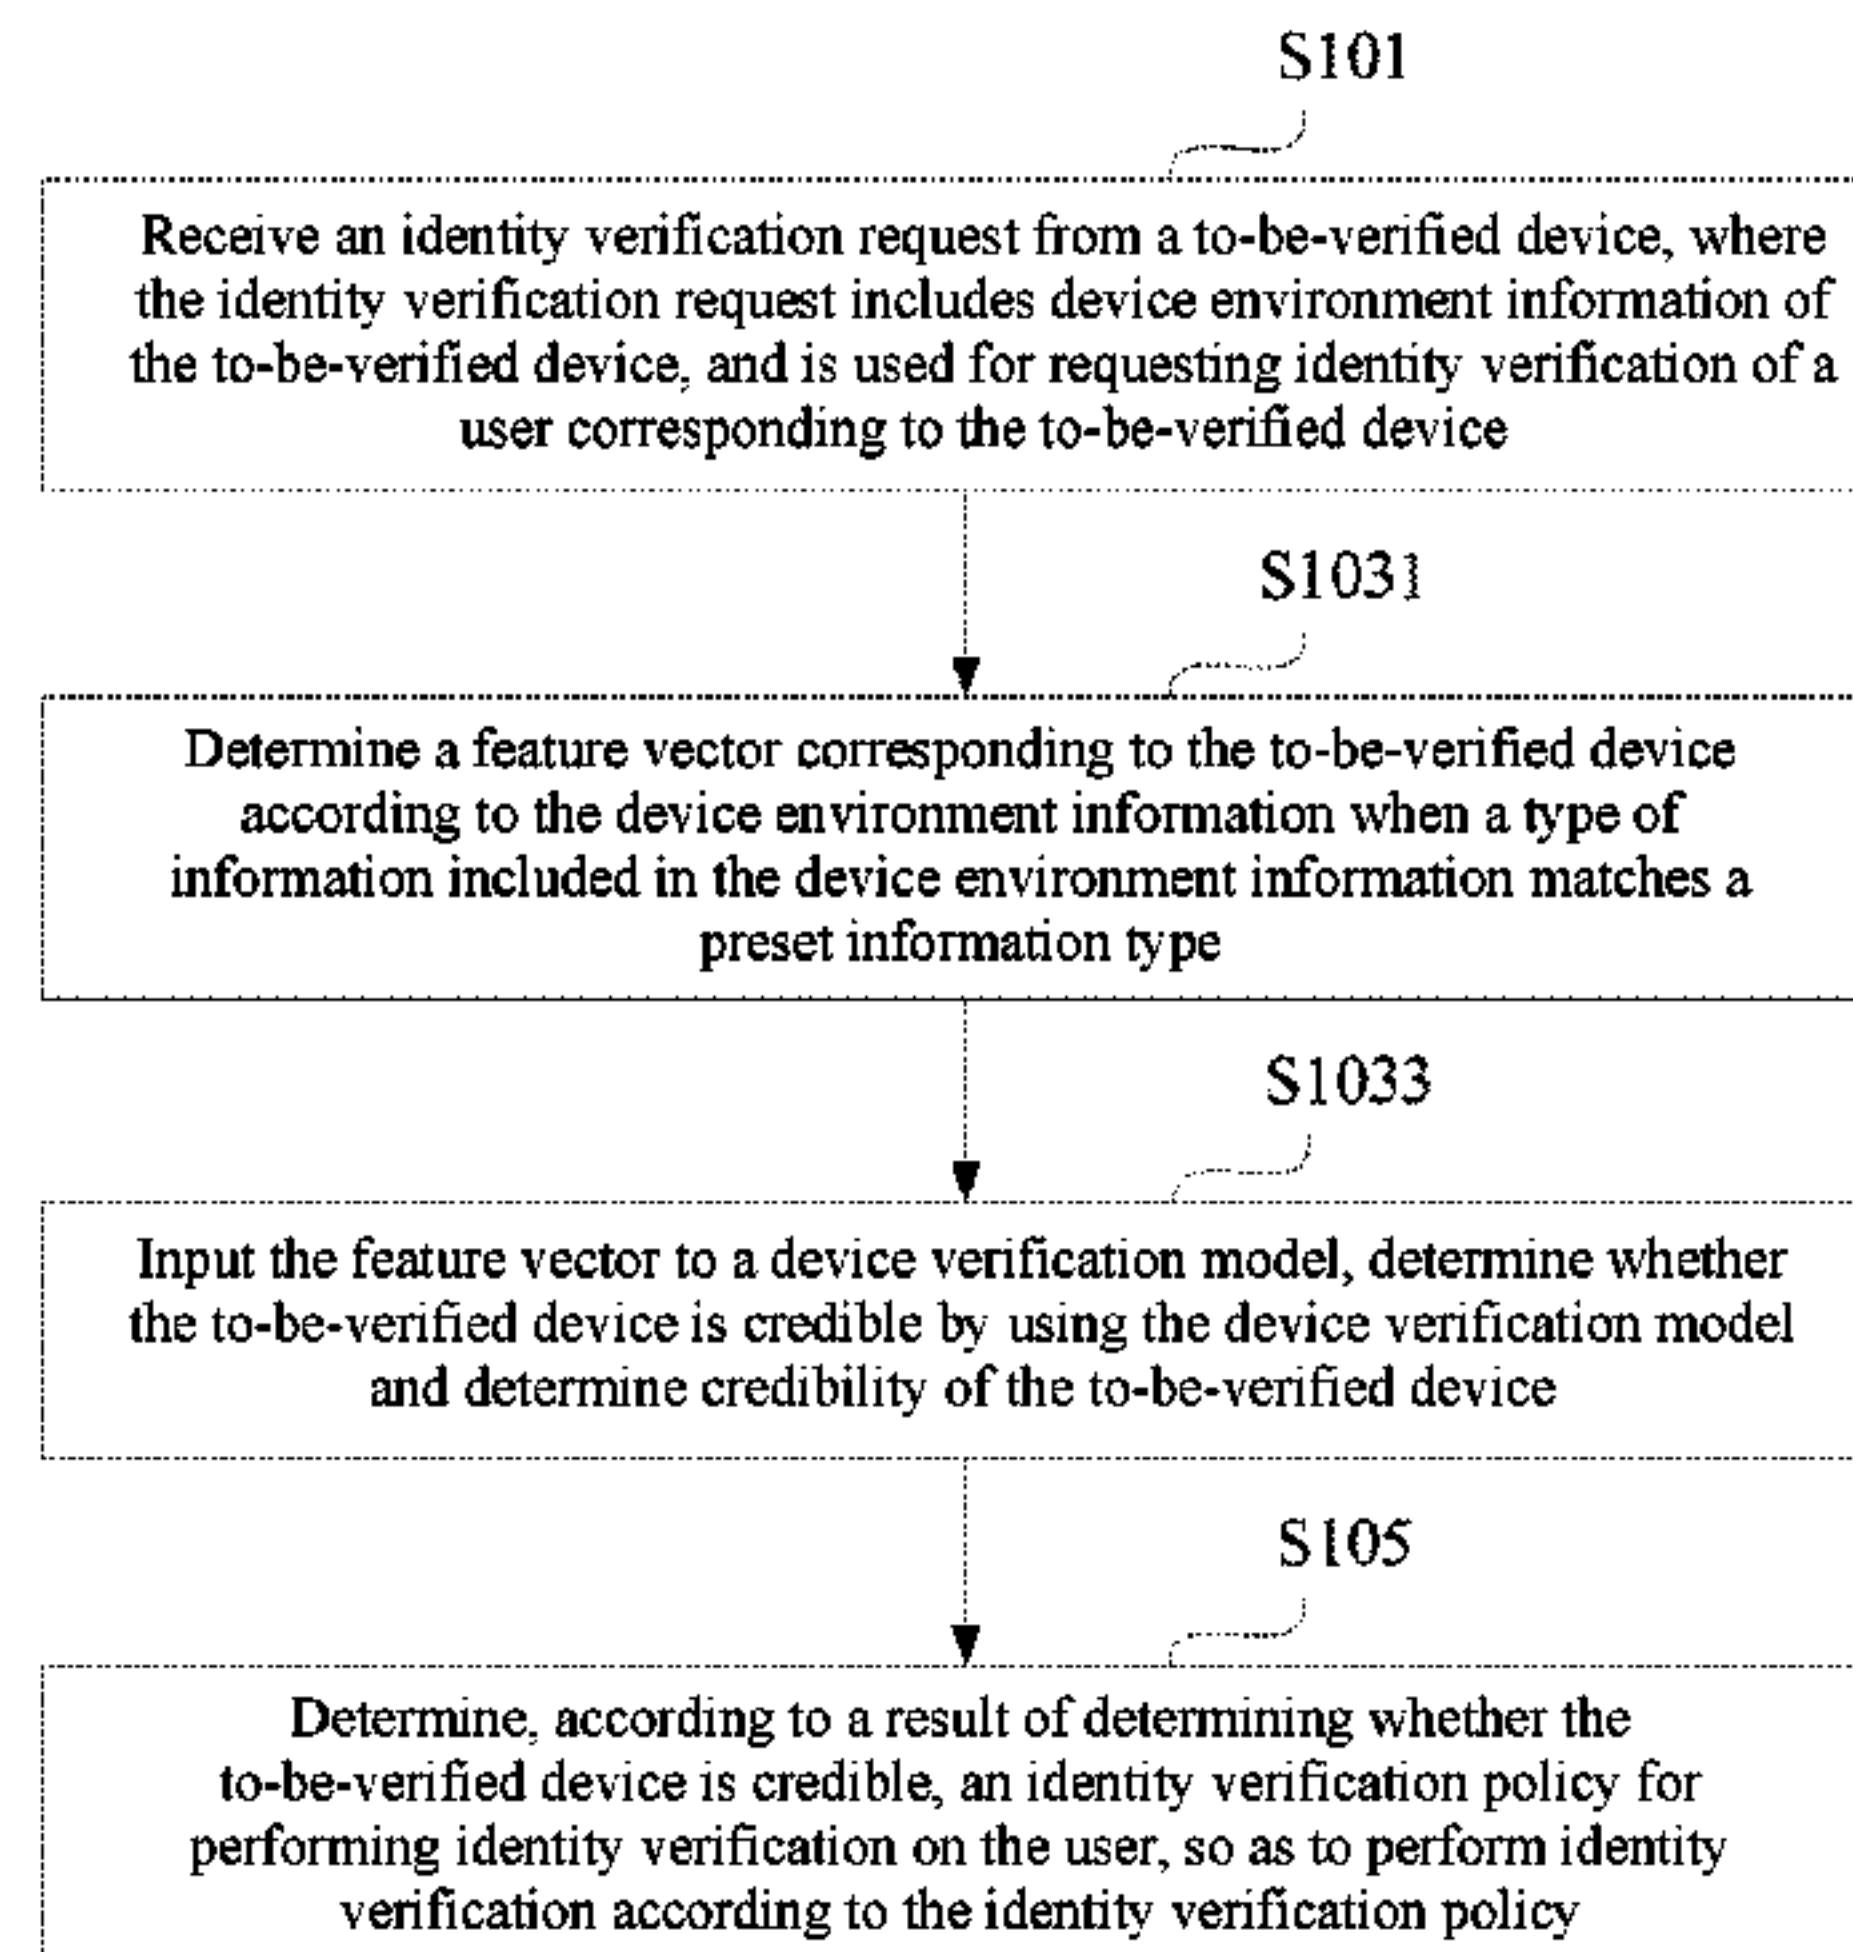 S101
Receive an identity verification request from a to-be-verified device, where
the identity verification request includes device environment information of
the to-be-verified device, and is used for requesting identity verification of a
user corresponding to the to-be-verified device
S1031
Determine a feature vector corresponding to the to-be-verified device
according to the device environment information when a type of
information included in the device environment information matches a
preset information type
S1033
Input the feature vector to a device verification model, determine whether
the to-be-verified device is credible by using the device verification model
and determine credibility of the to-be-verified device
S105
Determine, according to a result of determining whether the
to-be-verified device is credible, an identity verification policy for
performing identity verification on the user, so as to perform identity
verification according to the identity verification policy